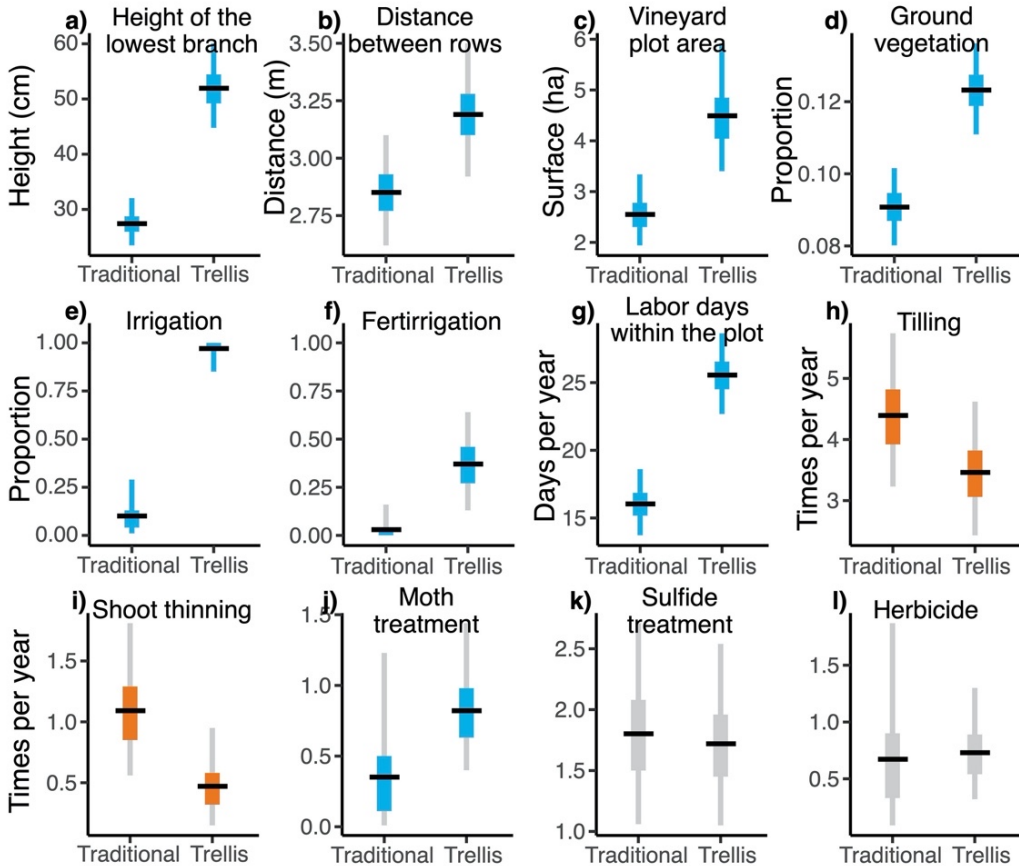 a) Height of the
lowest branch
Height (cm)
60
50
40
30
Traditional Trellis
b) Distance
between rows
Distance (m)
3.50
3.25
3.00
2.75
Traditional Trellis
c) Vineyard
plot area
Surface (ha)
6
5
4
3
2
Traditional Trellis
d) Ground
vegetation
Proportion
0.12
0.10
0.08
Traditional Trellis
e) Irrigation
Proportion
1.00
0.75
0.50
0.25
0.00
Traditional Trellis
f) Fertirrigation
1.00
0.75
0.50
0.25
0.00
Traditional Trellis
g) Labor days
within the plot
Days per year
25
20
15
Traditional Trellis
h) Tilling
Times per year
5
4
3
Traditional Trellis
i) Shoot thinning
Times per year
1.5
1.0
0.5
Traditional Trellis
j) Moth
treatment
1.5
1.0
0.5
0.0
Traditional Trellis
k) Sulfide
treatment
2.5
2.0
1.5
1.0
Traditional Trellis
l) Herbicide
1.5
1.0
0.5
Traditional Trellis